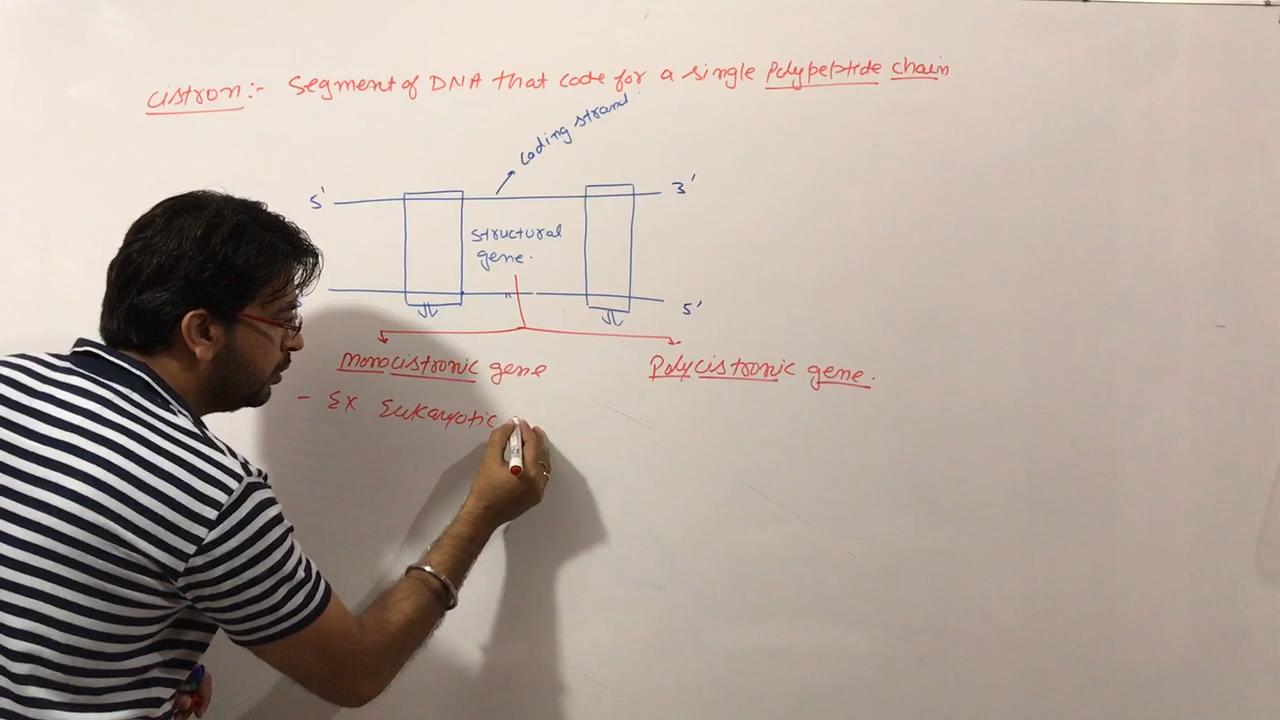 Cistron:- Segment of DNA that code for a single Polypeptide chain
coding strand
5' 3'
structural
gene.
5'
Monocistronic gene Polycistronic gene.
- Ex Eukaryotic